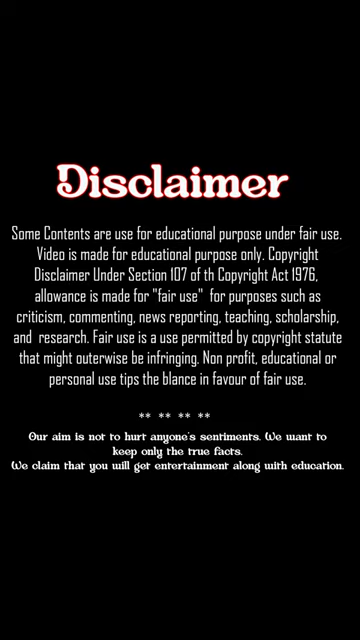 Disclaimer
Some Contents are use for educational purpose under fair use.
Video is made for educational purpose only. Copyright
Disclaimer Under Section 107 of th Copyright Act 1976,
allowance is made for "fair use" for purposes such as
criticism, commenting, news reporting, teaching, scholarship,
and research. Fair use is a use permitted by copyright statute
that might outerwise be infringing. Non profit, educational or
personal use tips the blance in favour of fair use.
** ** ** **
Our aim is not to hurt anyone's sentiments. We want to
keep only the true facts.
We claim that you will get entertainment along with education.